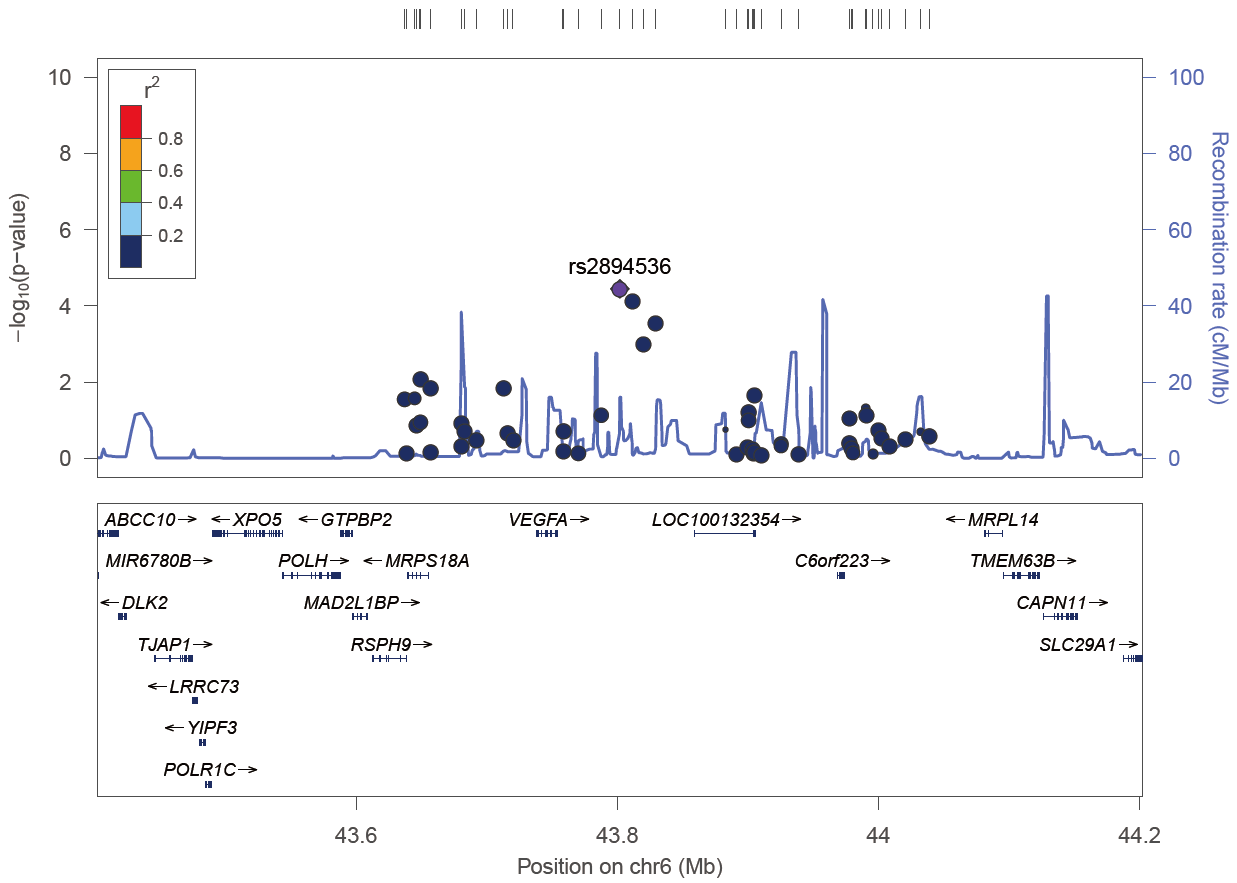 10
8
6
4
2
0
−log10(p−value)
100
80
60
40
20
0
Recombination rate (cM/Mb)
r2
0.8
0.6
0.4
0.2
rs2894536
ABCC10
XPO5
GTPBP2
VEGFA
LOC100132354
MRPL14
MIR6780B
POLH
MRPS18A
C6orf223
TMEM63B
DLK2
MAD2L1BP
CAPN11
TJAP1
RSPH9
SLC29A1
LRRC73
YIPF3
POLR1C
43.6
43.8
44
44.2
Position on chr6 (Mb)